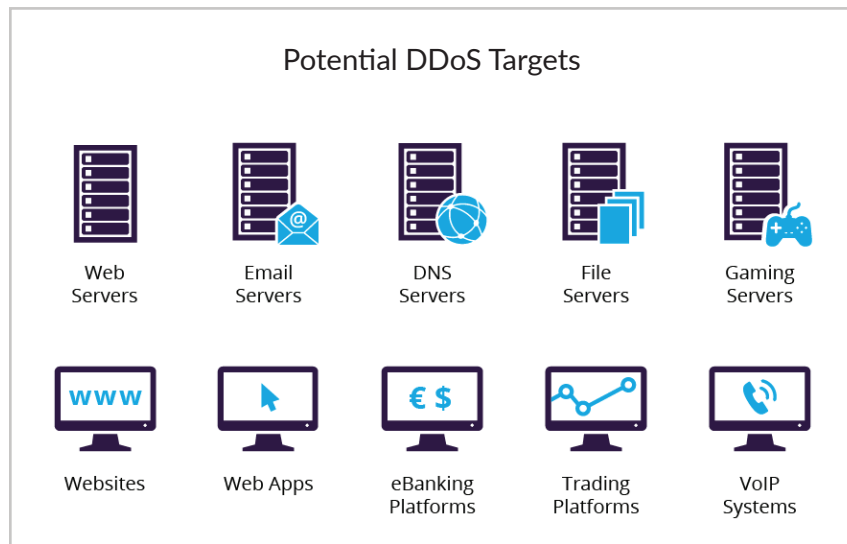 Potential DDoS Targets
Web
Servers
Email
Servers
DNS
Servers
File
Servers
Gaming
Servers
@
www
€ $
Websites
Web Apps
eBanking
Platforms
Trading
Platforms
VoIP
Systems